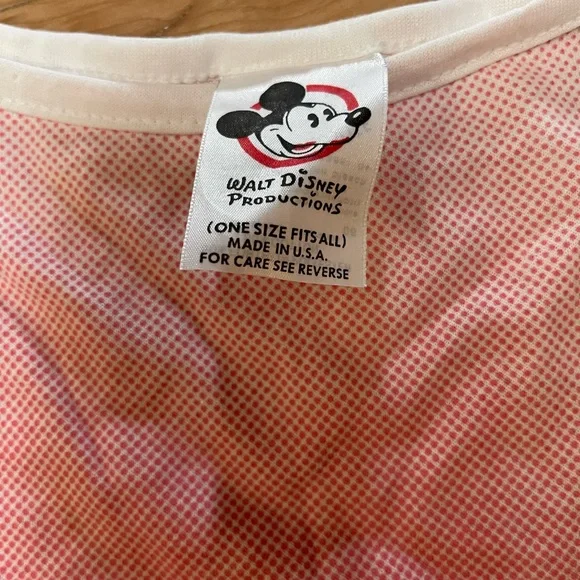 WALT DISNEY
PRODUCTIONS
(ONE SIZE FITS ALL)
MADE IN U.S.A.
FOR CARE SEE REVERSE